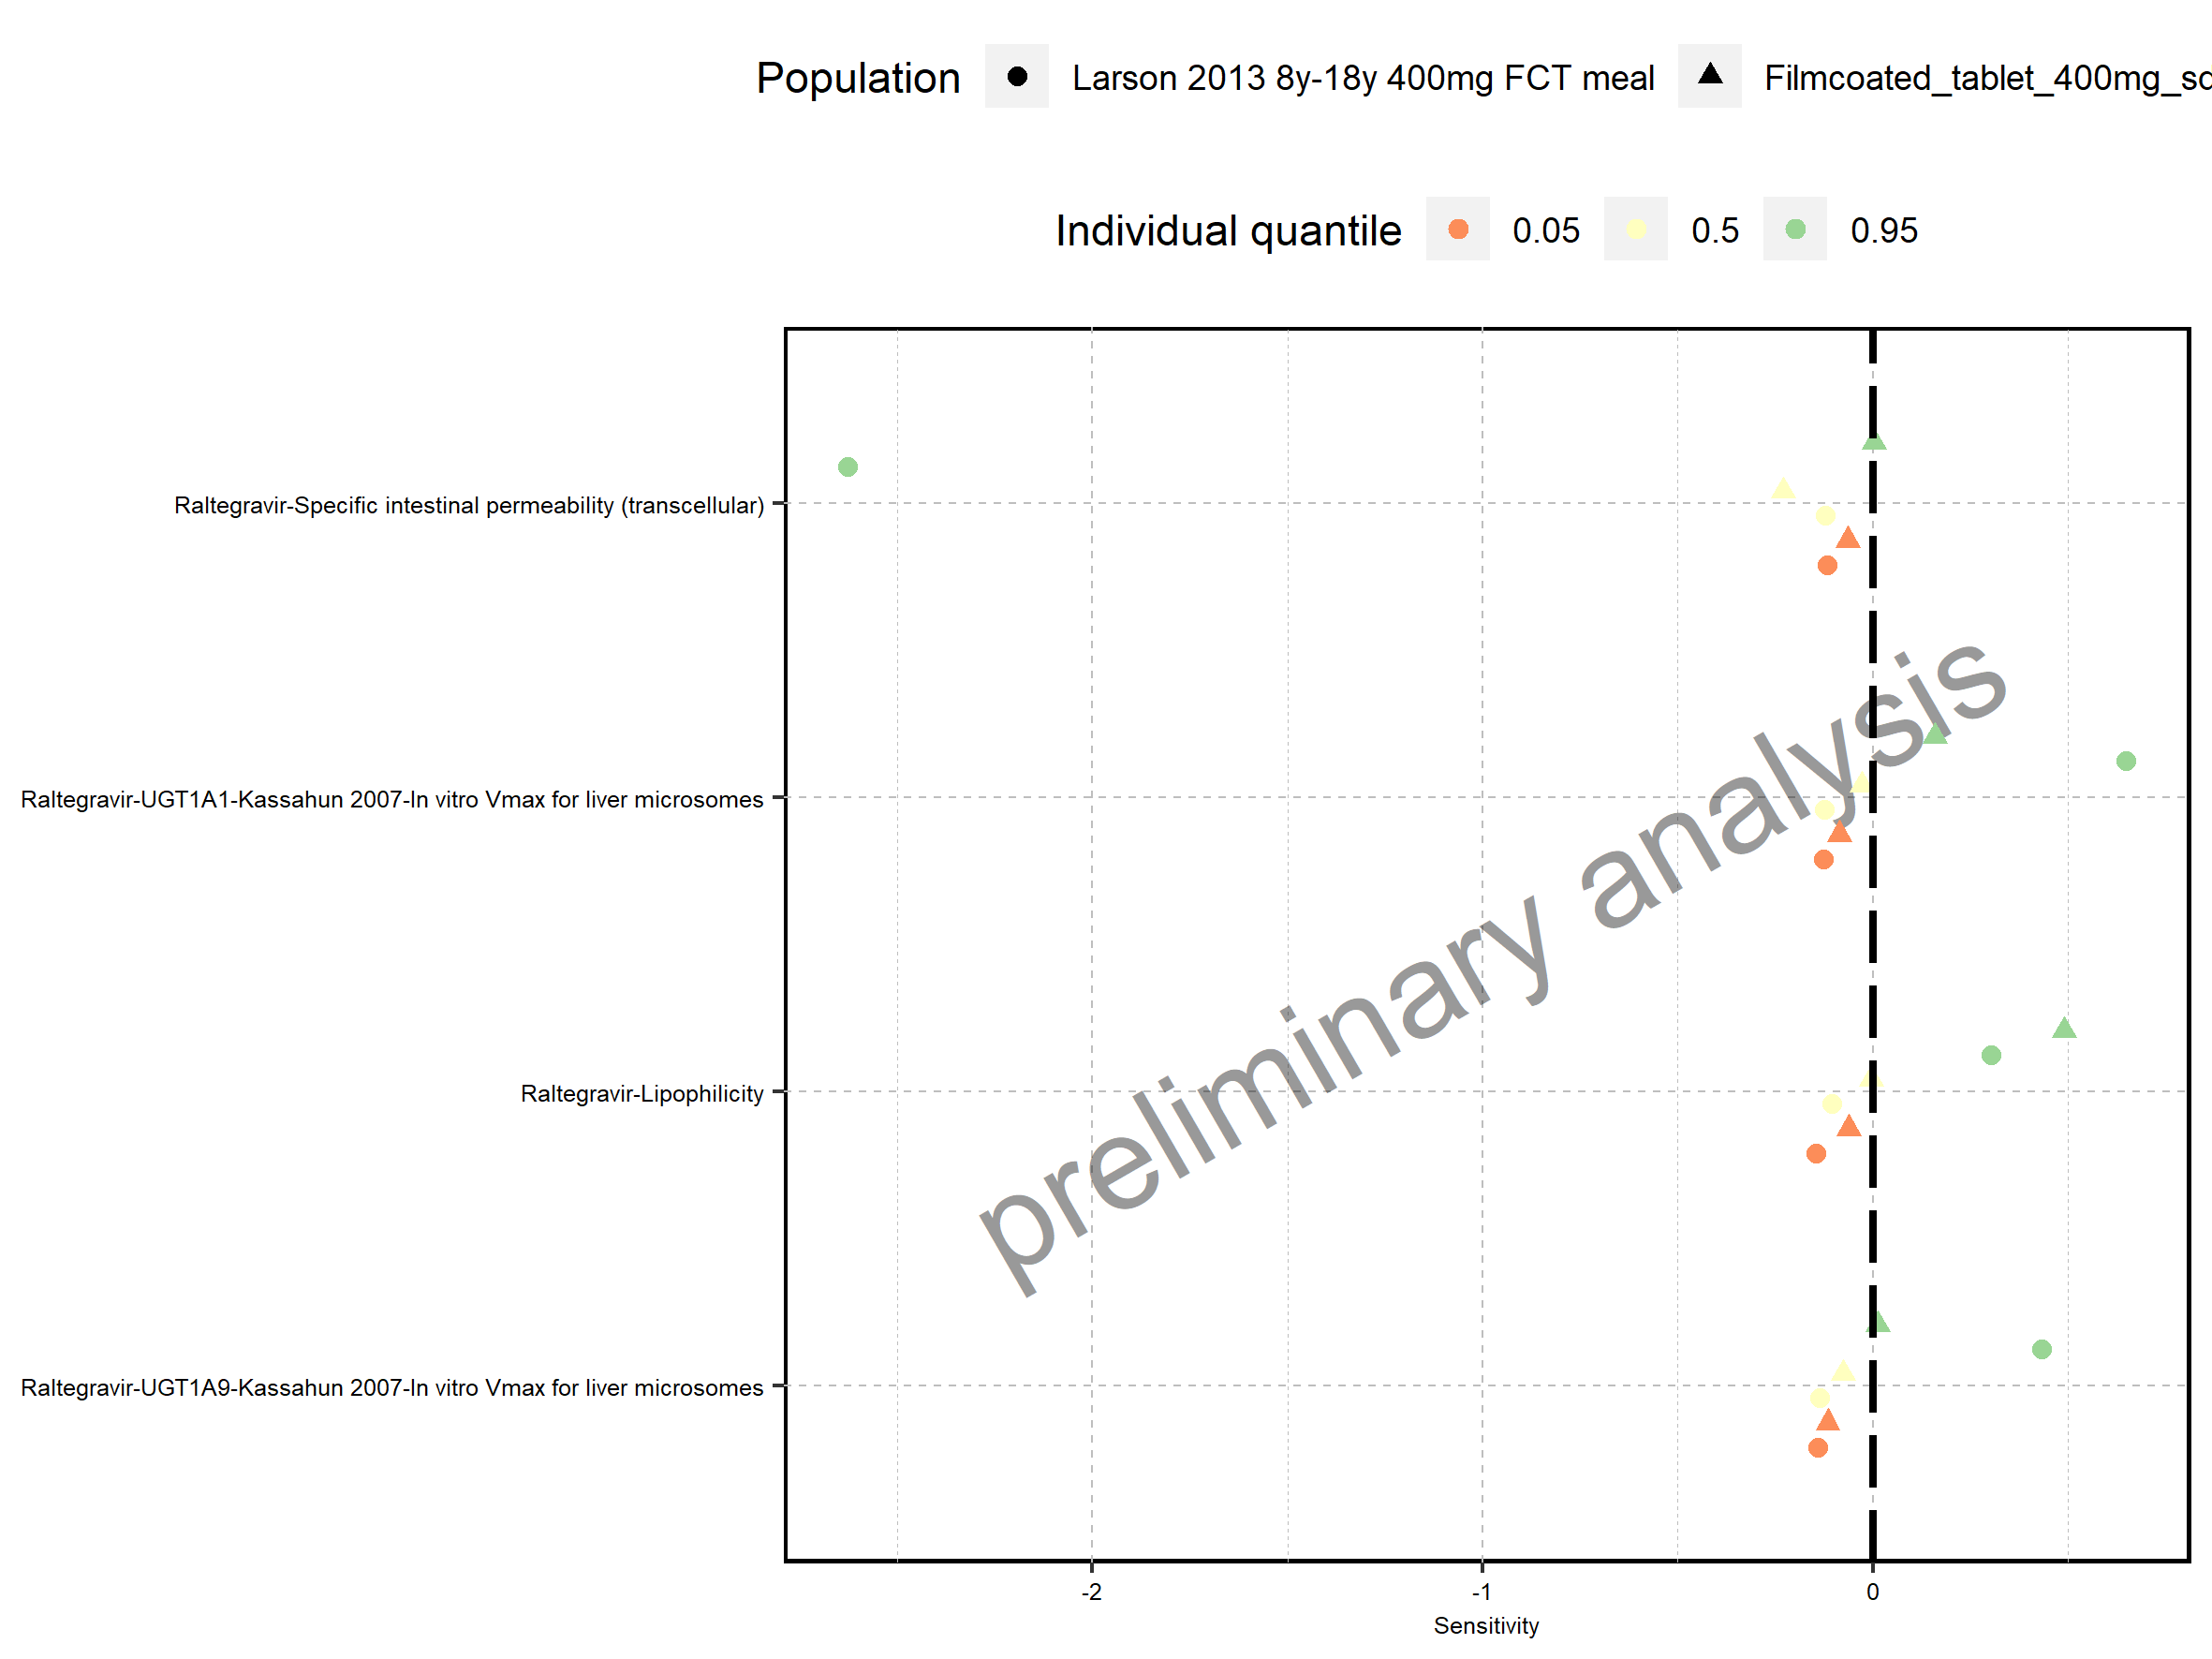 Population Larson 2013 8y-18y 400mg FCT meal Filmcoated_tablet_400mg_sd
Individual quantile 0.05 0.5 0.95
Raltegravir-Specific intestinal permeability (transcellular)
Raltegravir-UGT1A1-Kassahun 2007-In vitro Vmax for liver microsomes
Raltegravir-Lipophilicity
Raltegravir-UGT1A9-Kassahun 2007-In vitro Vmax for liver microsomes
preliminary analysis
-2 -1 0
Sensitivity